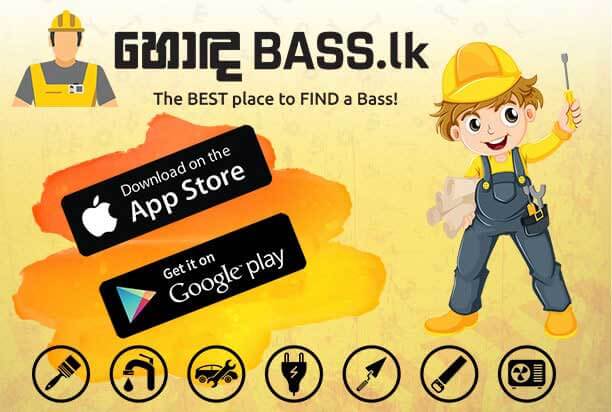 හොඳ BASS.lk
The BEST place to FIND a Bass!
Download on the
App Store
Get it on
Google play